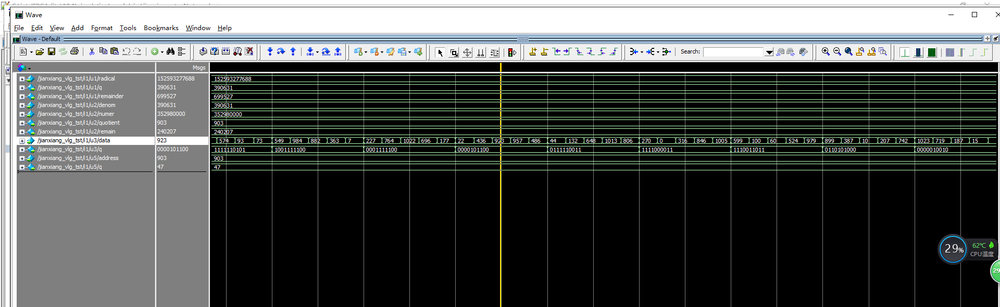 Wave
File Edit View Add Format Tools Bookmarks Window Help
Wave - Default
Search:
Msgs
/jianxiang_vlg_tst/i1/u1/radical 152593277688 152593277688
/jianxiang_vlg_tst/i1/u1/q 390631 390631
/jianxiang_vlg_tst/i1/u1/remainder 699527 699527
/jianxiang_vlg_tst/i1/u2/denom 390631 390631
/jianxiang_vlg_tst/i1/u2/numer 352980000 352980000
/jianxiang_vlg_tst/i1/u2/quotient 903 903
/jianxiang_vlg_tst/i1/u2/remain 240207 240207
/jianxiang_vlg_tst/i1/u3/data 923 574 93 73 549 984 882 363 7 227 764 1022 696 177 22 436 923 957 486 44 132 648 1013 806 270 0 316 846 1005 599 100 60 524 979 899 387 10 207 742 1023 719 187 15
/jianxiang_vlg_tst/i1/u3/q 0000101100 1111110101 1001111100 0001111100 0000101100 0111110011 1111000011 1110011011 0110101000 0000010010
/jianxiang_vlg_tst/i1/u5/address 903 903
/jianxiang_vlg_tst/i1/u5/q 47 47
29%
62℃
CPU温度
29